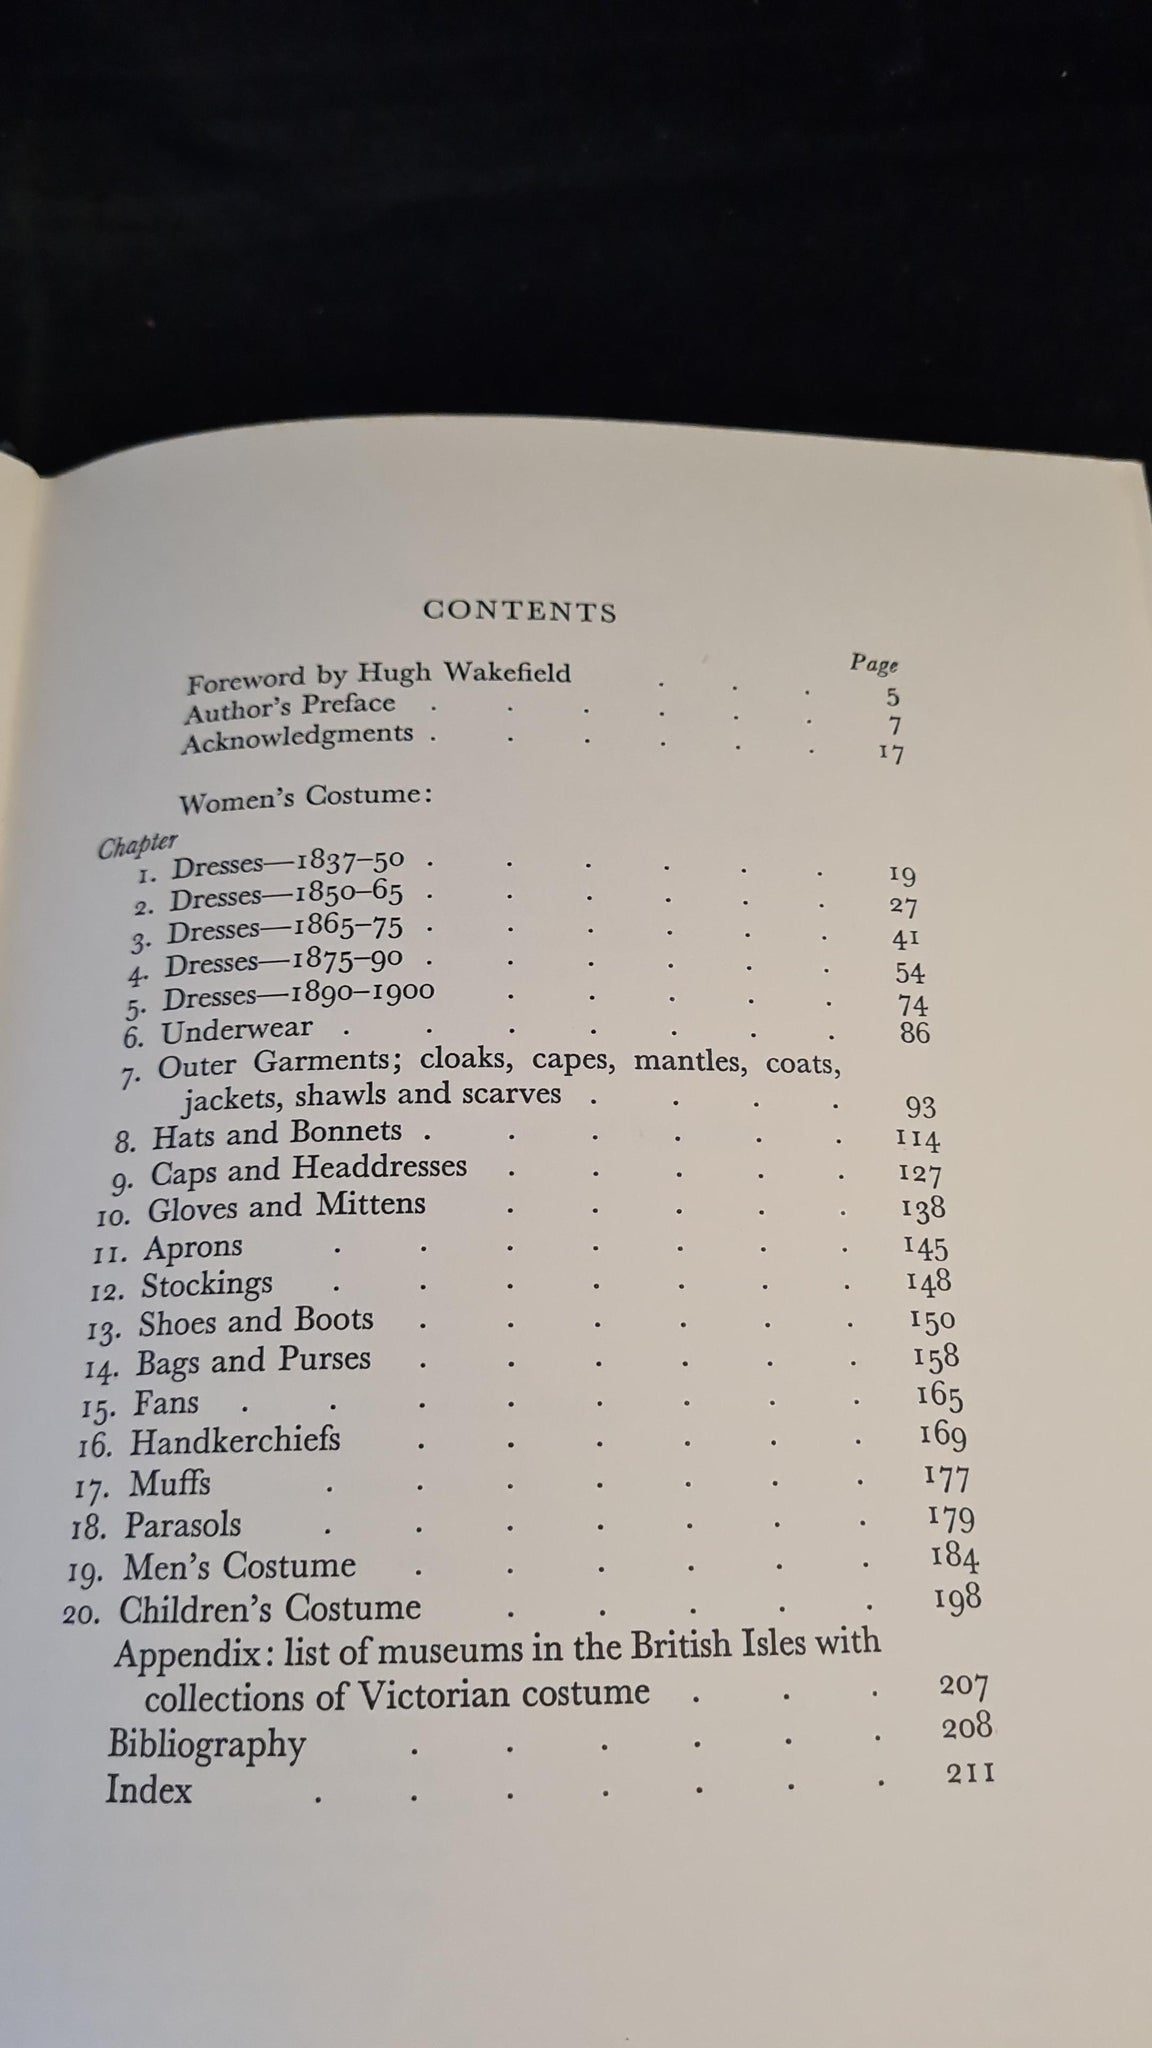 CONTENTS
Page
Foreword by Hugh Wakefield . . . 5
Author's Preface . . . . . . 7
Acknowledgments . . . . . . 17
Women's Costume:
Chapter
1. Dresses—1837–50 . . . . . . 19
2. Dresses—1850–65 . . . . . . 27
3. Dresses—1865–75 . . . . . . 41
4. Dresses—1875–90 . . . . . . 54
5. Dresses—1890–1900 . . . . . 74
6. Underwear . . . . . . . 86
7. Outer Garments; cloaks, capes, mantles, coats,
jackets, shawls and scarves . . . . 93
8. Hats and Bonnets . . . . . . 114
9. Caps and Headdresses . . . . . 127
10. Gloves and Mittens . . . . . 138
11. Aprons . . . . . . . 145
12. Stockings . . . . . . . 148
13. Shoes and Boots . . . . . . 150
14. Bags and Purses . . . . . . 158
15. Fans . . . . . . . . 165
16. Handkerchiefs . . . . . . 169
17. Muffs . . . . . . . 177
18. Parasols . . . . . . . 179
19. Men's Costume . . . . . . 184
20. Children's Costume . . . . . 198
Appendix: list of museums in the British Isles with
collections of Victorian costume . . . 207
Bibliography . . . . . . 208
Index . . . . . . . 211